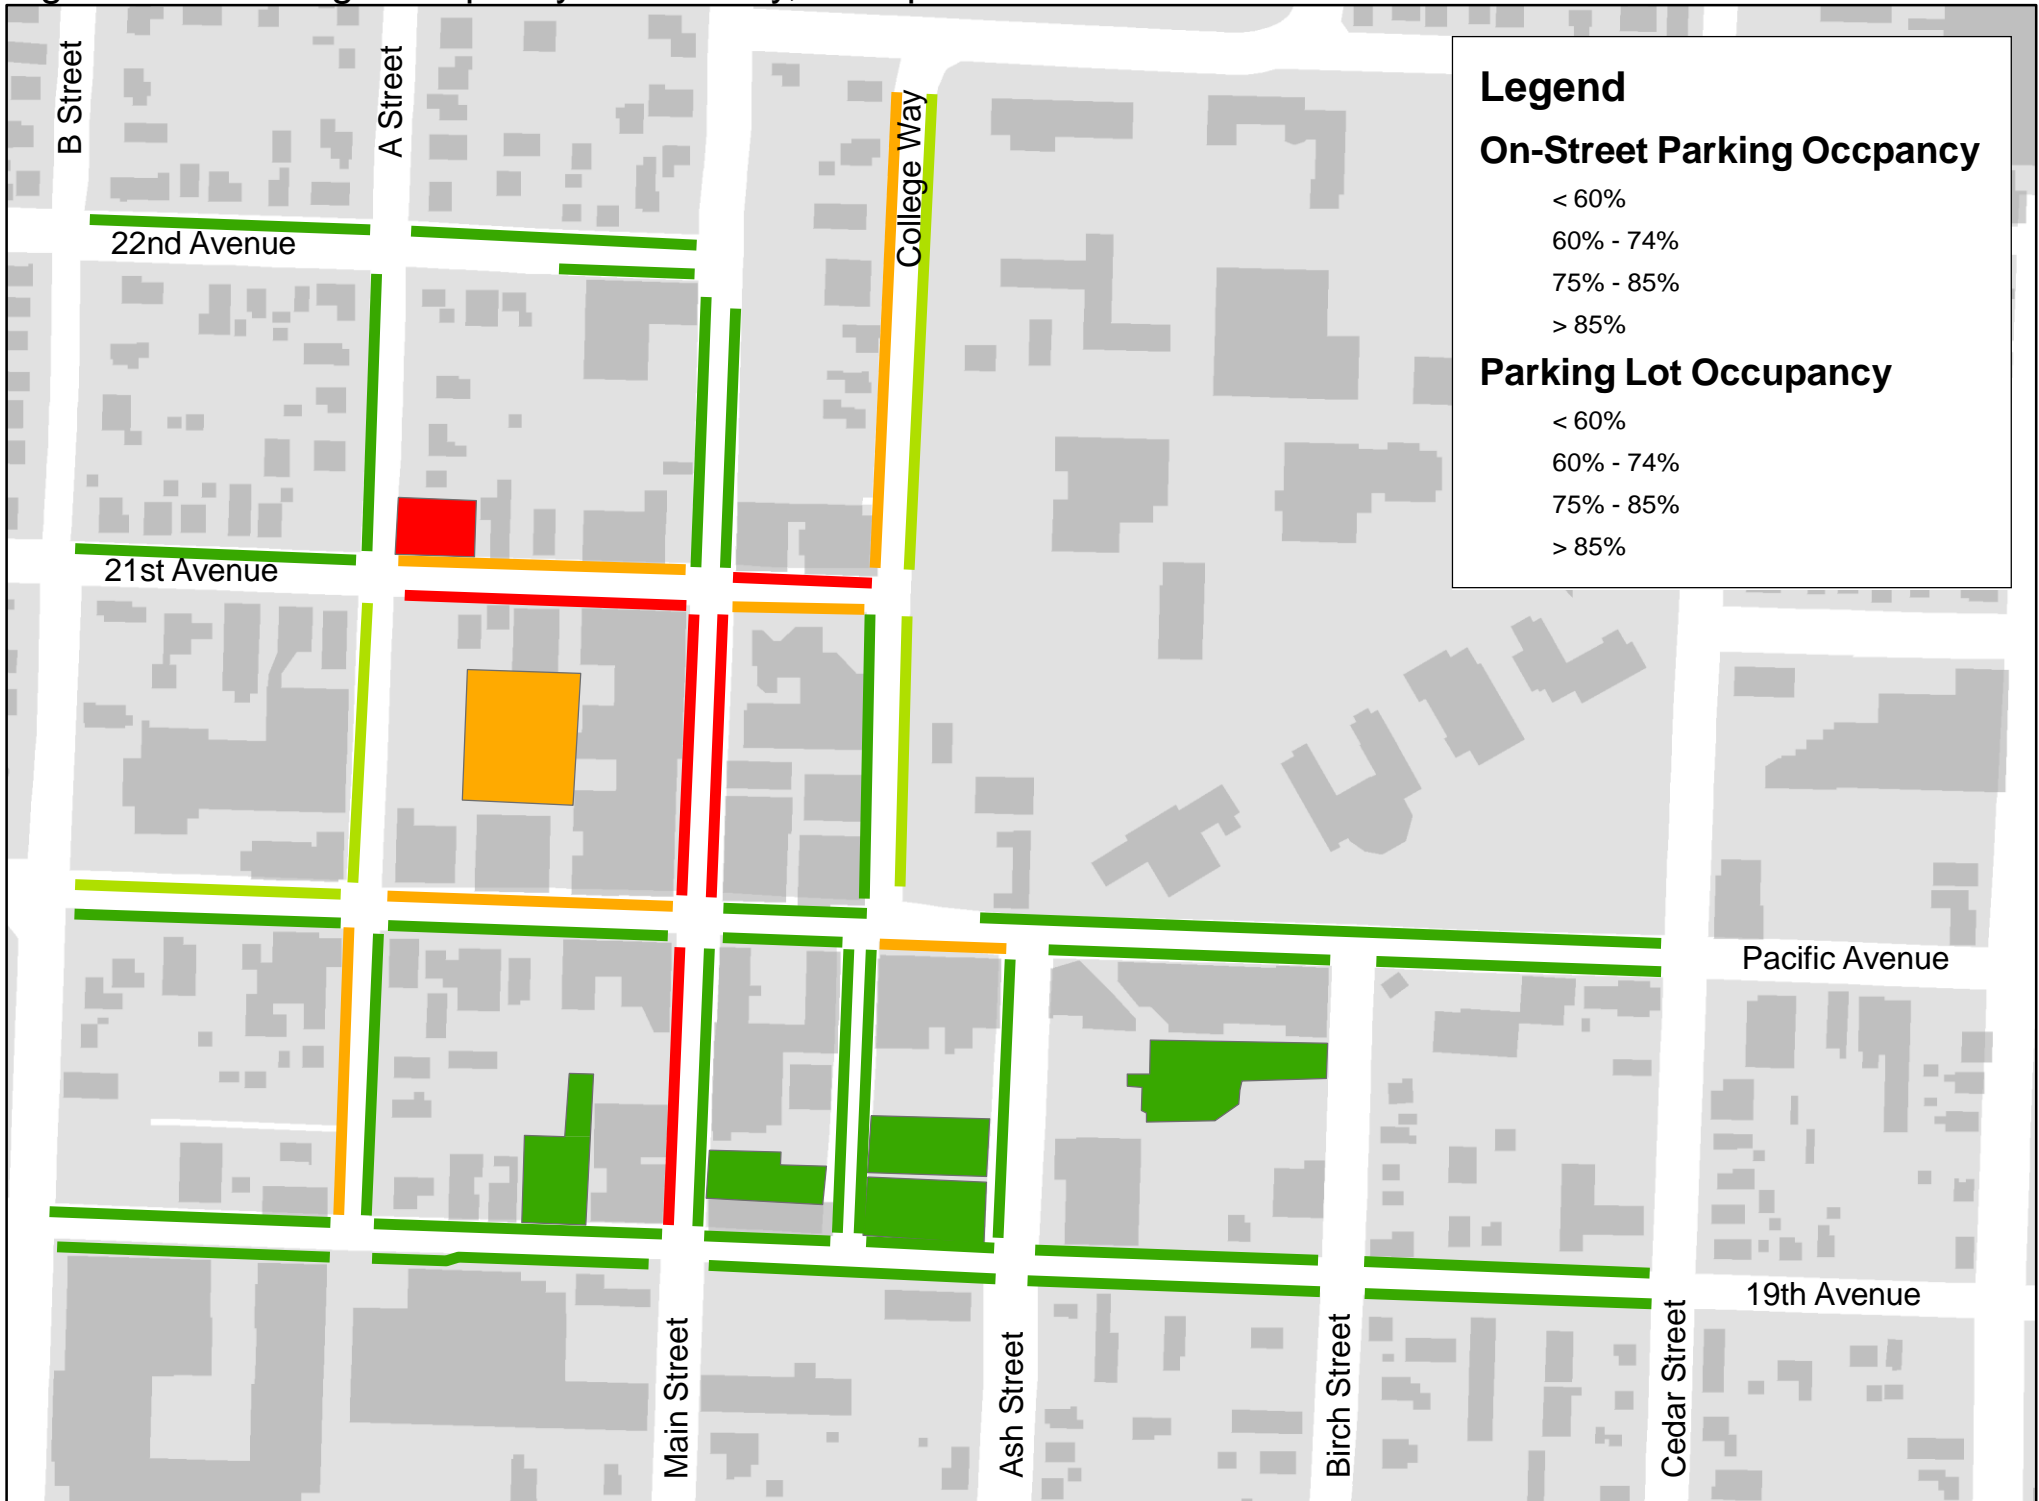 Legend
On-Street Parking Occpancy
< 60%
60% - 74%
75% - 85%
> 85%
Parking Lot Occupancy
< 60%
60% - 74%
75% - 85%
> 85%
B Street
A Street
College Way
22nd Avenue
21st Avenue
Pacific Avenue
19th Avenue
Main Street
Ash Street
Birch Street
Cedar Street